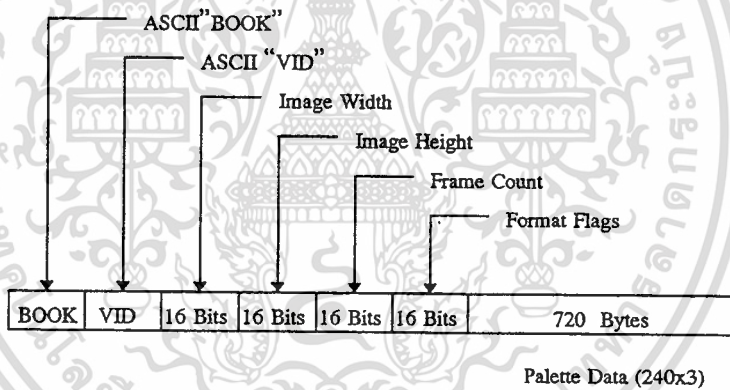 ASCII"BOOK"
ASCII "VID"
Image Width
Image Height
Frame Count
Format Flags
BOOK VID 16 Bits 16 Bits 16 Bits 16 Bits 720 Bytes
Palette Data (240x3)